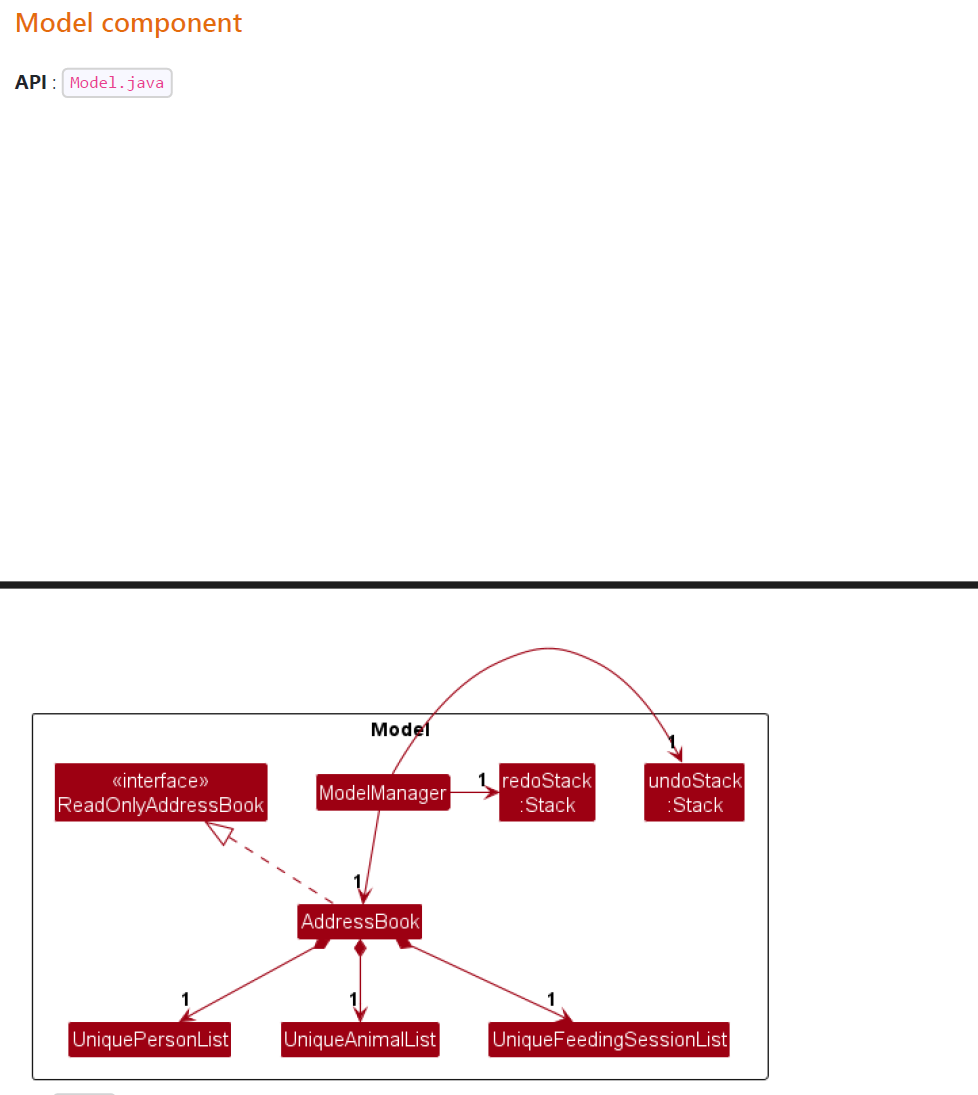 Model component
API : Model.java
Model
«interface»
ReadOnlyAddressBook
ModelManager
1
redoStack
:Stack
1
undoStack
:Stack
1
AddressBook
1
1
1
UniquePersonList
UniqueAnimalList
UniqueFeedingSessionList